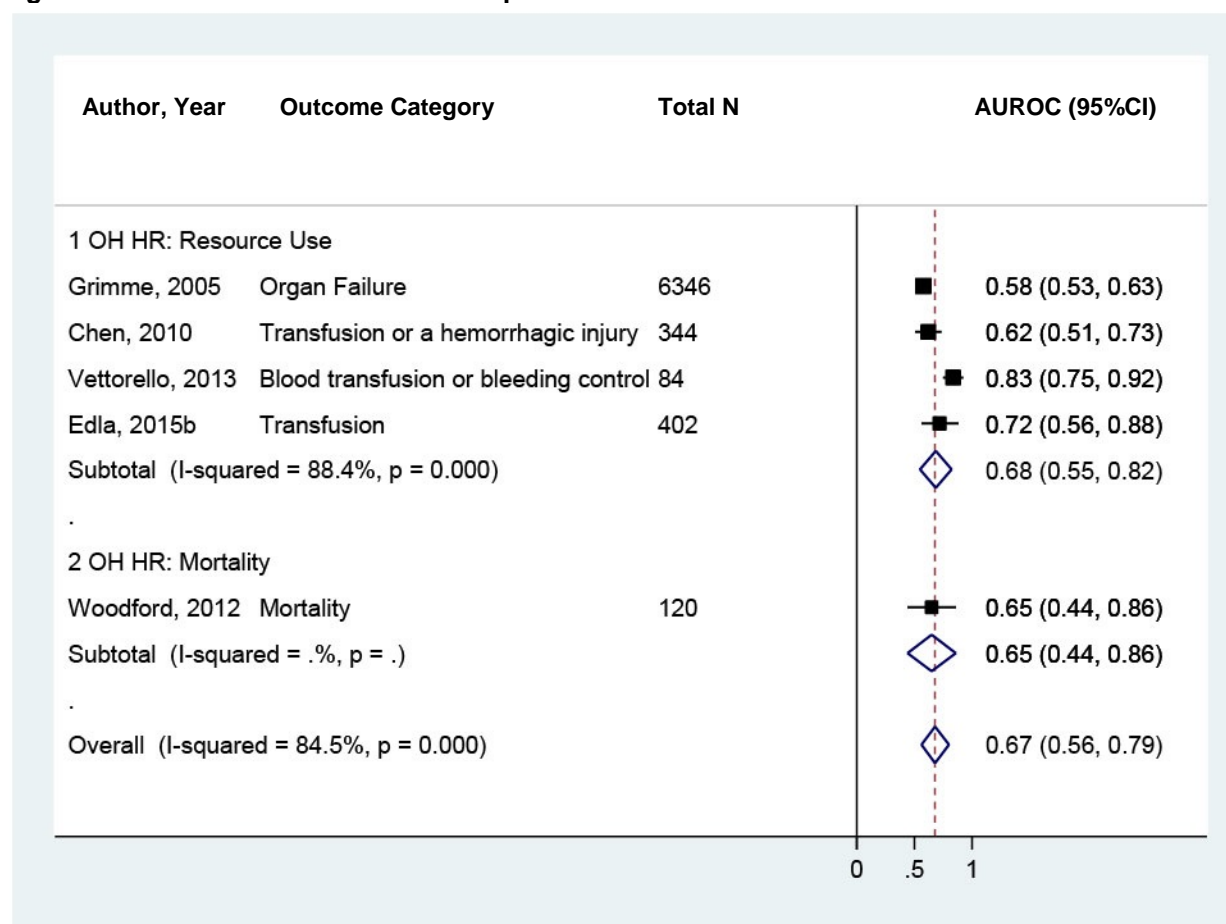 Author, Year Outcome Category Total N AUROC (95%CI)
1 OH HR: Resource Use
Grimme, 2005 Organ Failure 6346 0.58 (0.53, 0.63)
Chen, 2010 Transfusion or a hemorrhagic injury 344 0.62 (0.51, 0.73)
Vettorello, 2013 Blood transfusion or bleeding control 84 0.83 (0.75, 0.92)
Edla, 2015b Transfusion 402 0.72 (0.56, 0.88)
Subtotal (I-squared = 88.4%, p = 0.000) 0.68 (0.55, 0.82)
.
2 OH HR: Mortality
Woodford, 2012 Mortality 120 0.65 (0.44, 0.86)
Subtotal (I-squared = .%, p = .) 0.65 (0.44, 0.86)
.
Overall (I-squared = 84.5%, p = 0.000) 0.67 (0.56, 0.79)
0 .5 1